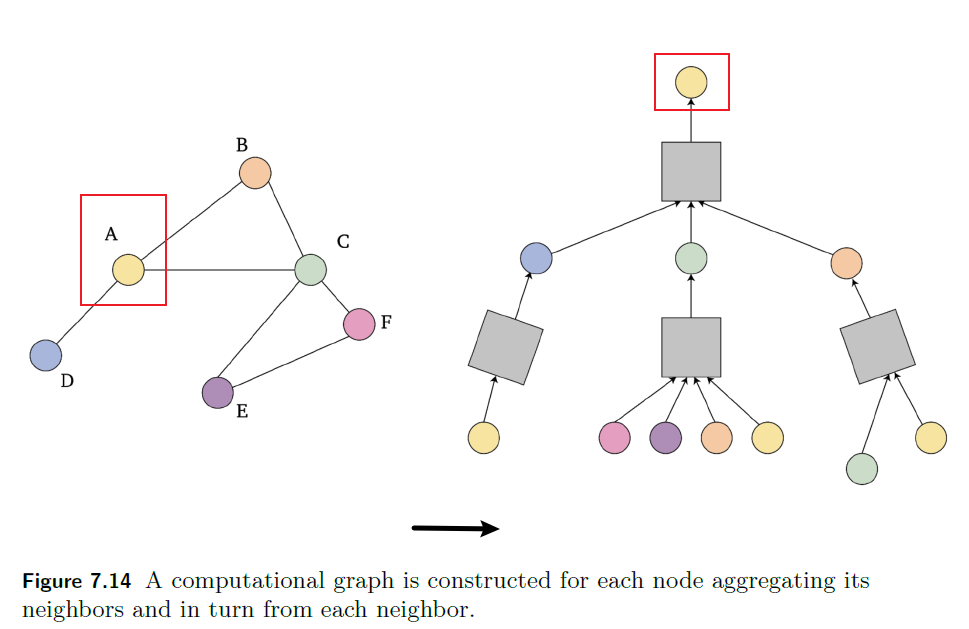 B
A
C
F
D
E
Figure 7.14 A computational graph is constructed for each node aggregating its
neighbors and in turn from each neighbor.